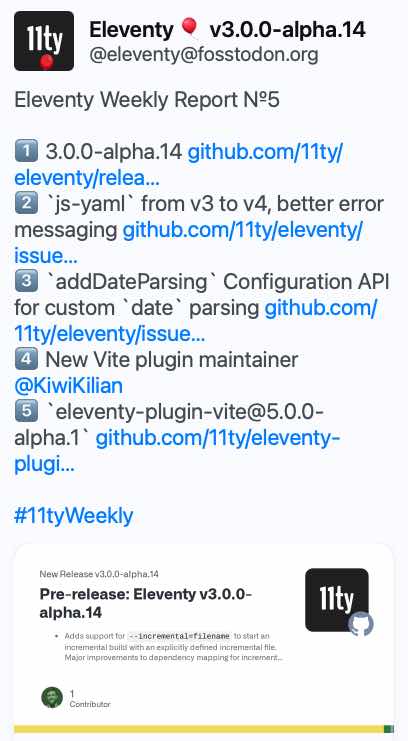 11ty
Eleventy 🎈 v3.0.0-alpha.14
@eleventy@fosstodon.org
Eleventy Weekly Report Nº5
1️⃣ 3.0.0-alpha.14 github.com/11ty/
eleventy/relea...
2️⃣ `js-yaml` from v3 to v4, better error
messaging github.com/11ty/eleventy/
issue...
3️⃣ `addDateParsing` Configuration API
for custom `date` parsing github.com/
11ty/eleventy/issue...
4️⃣ New Vite plugin maintainer
@KiwiKilian
5️⃣ `eleventy-plugin-vite@5.0.0-
alpha.1` github.com/11ty/eleventy-
plugi...
#11tyWeekly
New Release v3.0.0-alpha.14
Pre-release: Eleventy v3.0.0-
alpha.14
11ty
• Adds support for --incremental=filename to start an
incremental build with an explicitly defined incremental file.
Major improvements to dependency mapping for increment...
1
Contributor